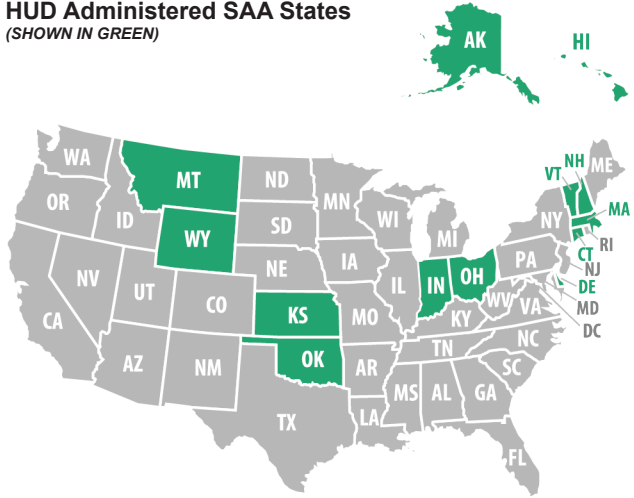 HUD Administered SAA States
(SHOWN IN GREEN)
AK
HI
WA
MT
ND
MN
VT
NH
ME
OR
ID
WY
SD
WI
MI
NY
MA
RI
CT
NV
UT
CO
NE
IA
IL
IN
OH
PA
NJ
DE
MD
DC
CA
KS
MO
KY
WV
VA
AZ
NM
OK
AR
TN
NC
SC
TX
LA
MS
AL
GA
FL